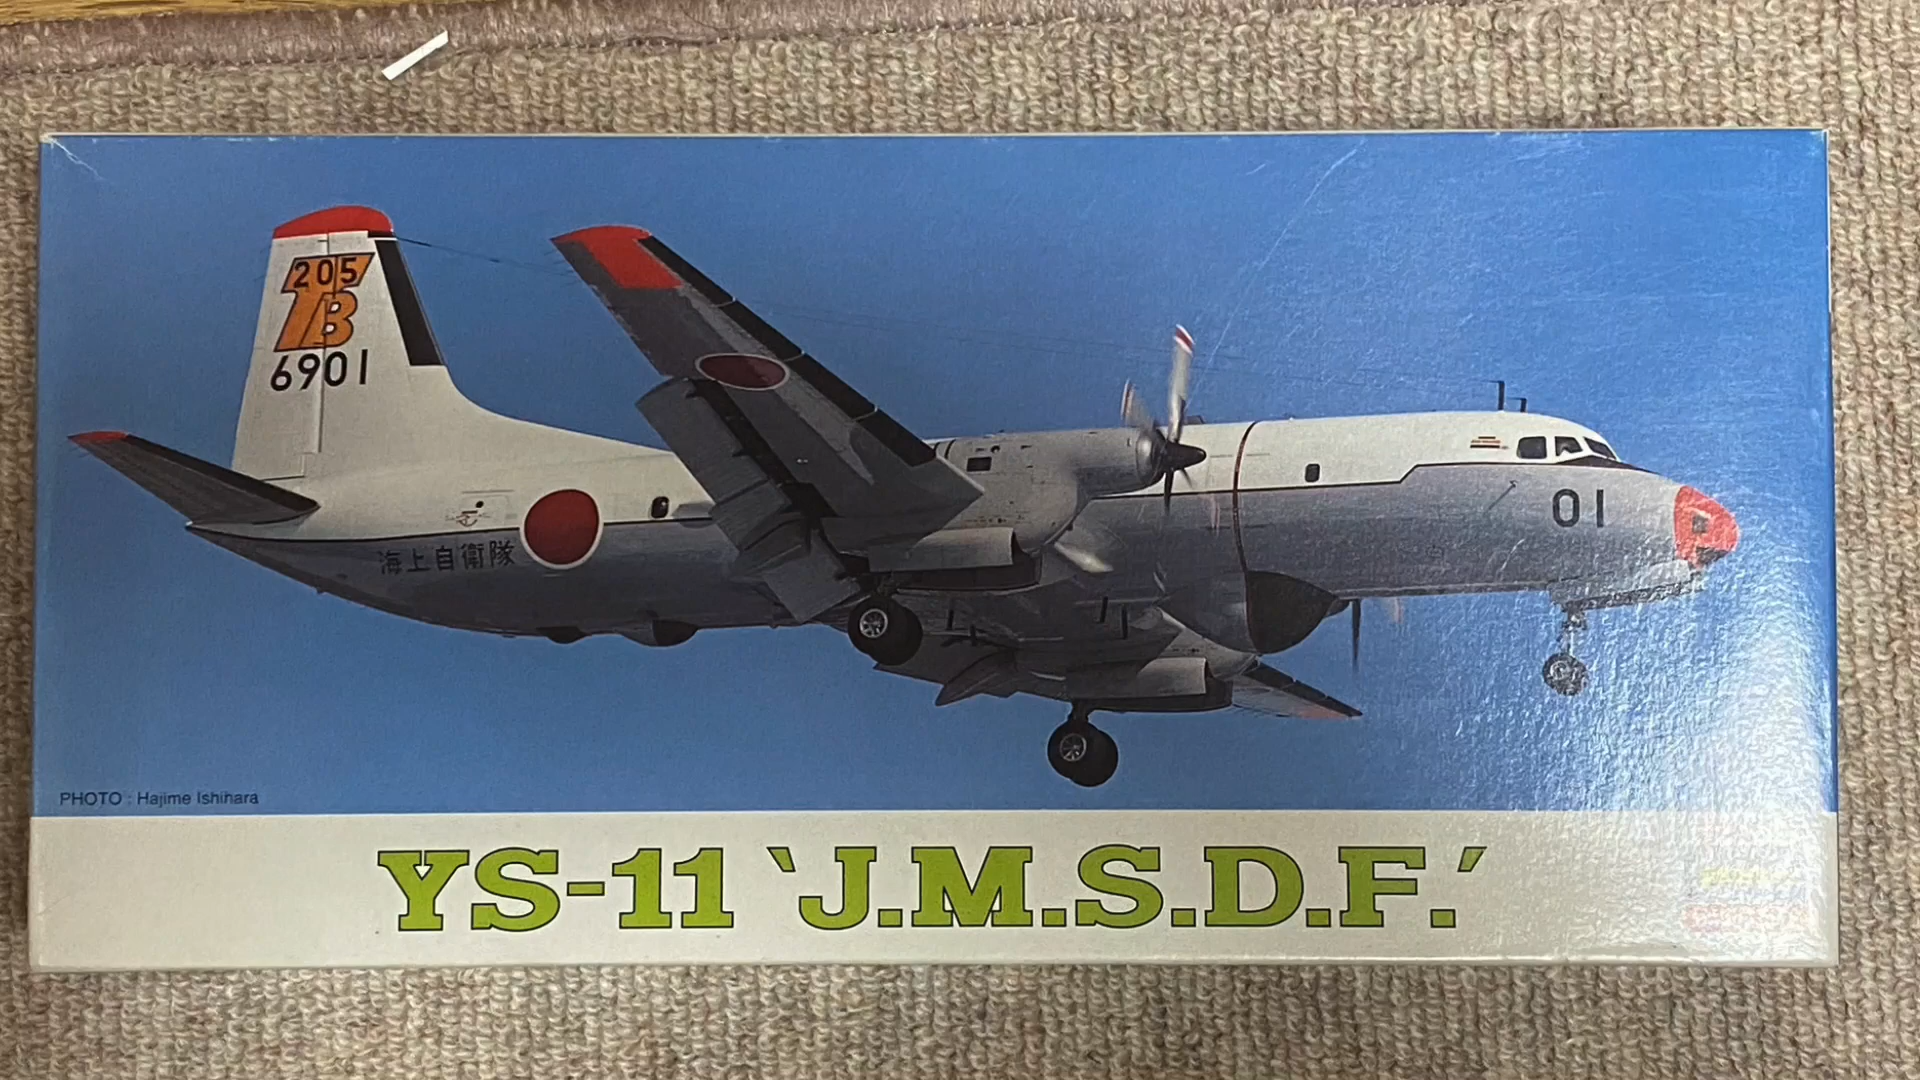 205
TB
6901
01
海上自衛隊
PHOTO : Hajime Ishihara
YS-11 ‵J.M.S.D.F.′